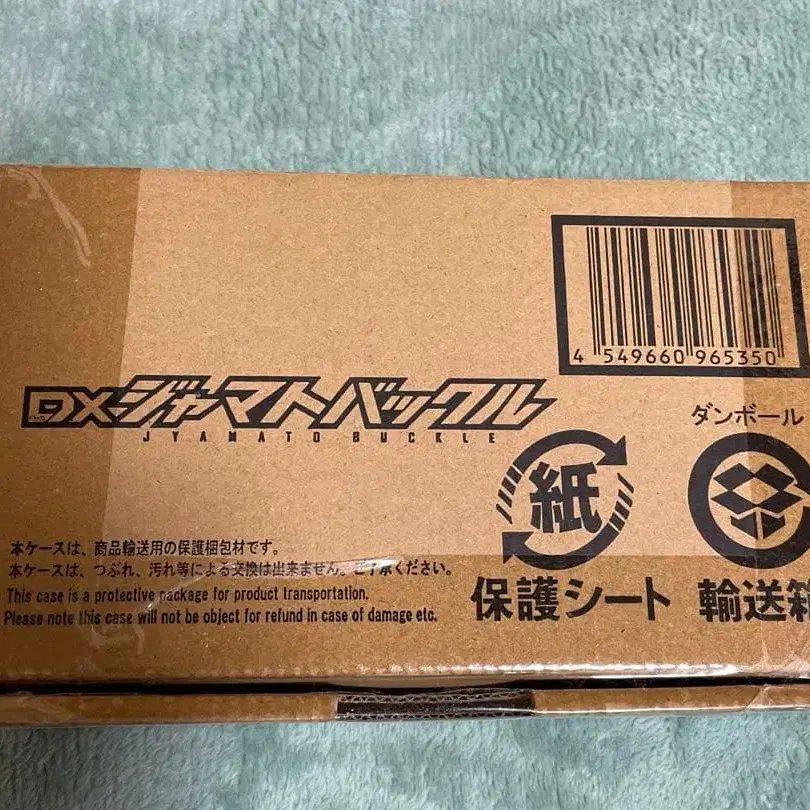 4 549660 965350
DXジャマトバックル
JYAMATO BUCKLE
ダンボール
紙
本ケースは、商品輸送用の保護梱包材です。
本ケースは、つぶれ、汚れ等による交換は出来ません。ご了承ください。
This case is a protective package for product transportation.
Please note this case will not be object for refund in case of damage etc.
保護シート
輸送箱